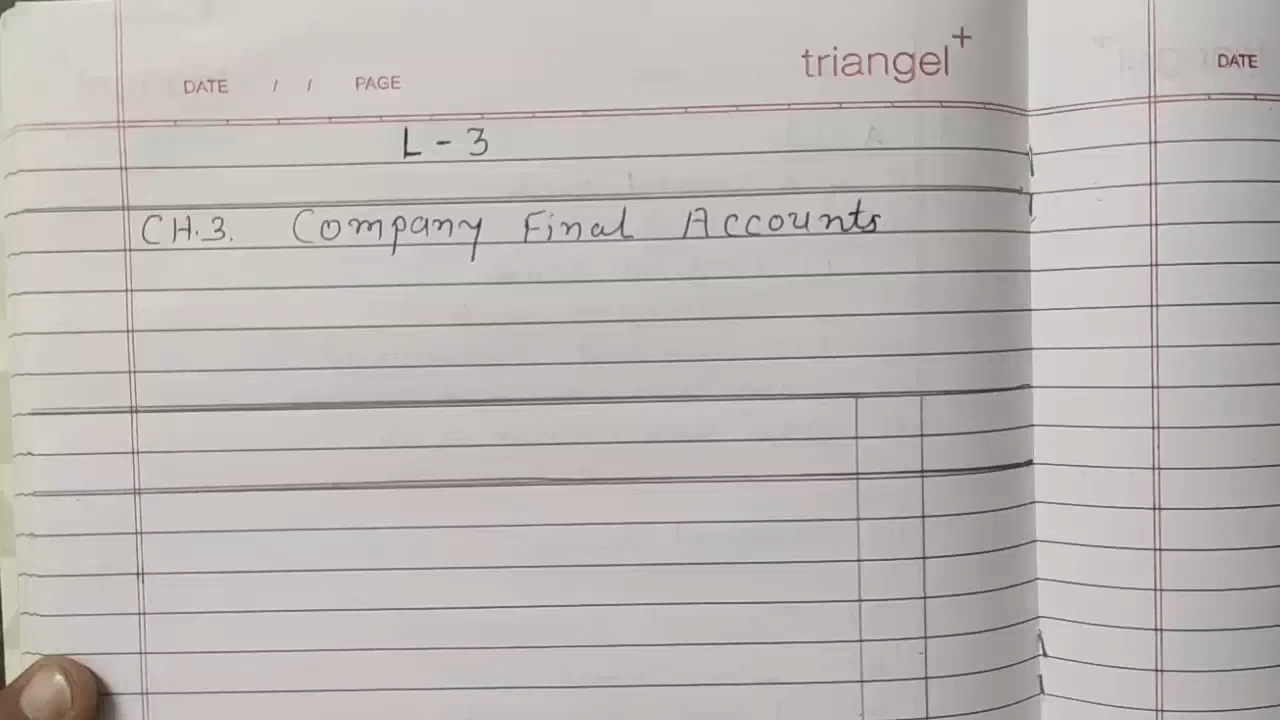 triangel+
DATE / / PAGE
DATE
L - 3
CH.3. Company Final Accounts